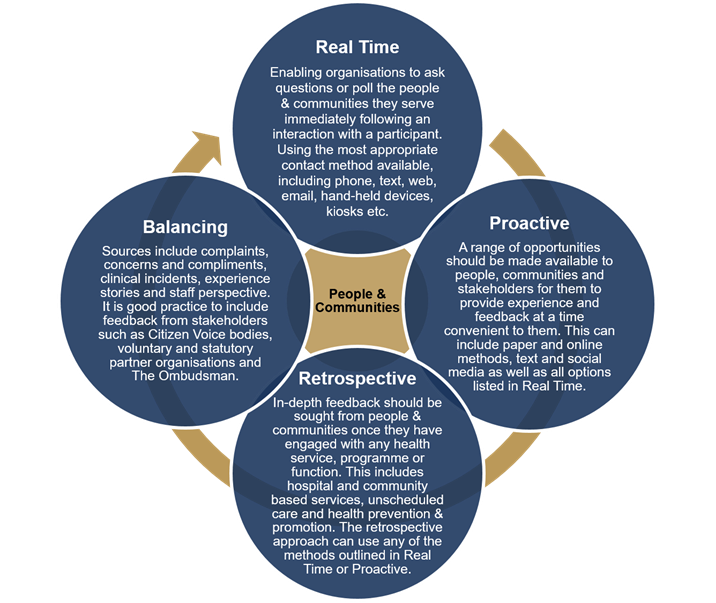 Real Time
Enabling organisations to ask
questions or poll the people
& communities they serve
immediately following an
interaction with a participant.
Using the most appropriate
contact method available,
including phone, text, web,
email, hand-held devices,
kiosks etc.
Proactive
A range of opportunities
should be made available to
people, communities and
stakeholders for them to
provide experience and
feedback at a time
convenient to them. This can
include paper and online
methods, text and social
media as well as all options
listed in Real Time.
Retrospective
In-depth feedback should be
sought from people &
communities once they have
engaged with any health
service, programme or
function. This includes
hospital and community
based services, unscheduled
care and health prevention &
promotion. The retrospective
approach can use any of the
methods outlined in Real
Time or Proactive.
Balancing
Sources include complaints,
concerns and compliments,
clinical incidents, experience
stories and staff perspective.
It is good practice to include
feedback from stakeholders
such as Citizen Voice bodies,
voluntary and statutory
partner organisations and
The Ombudsman.
People &
Communities